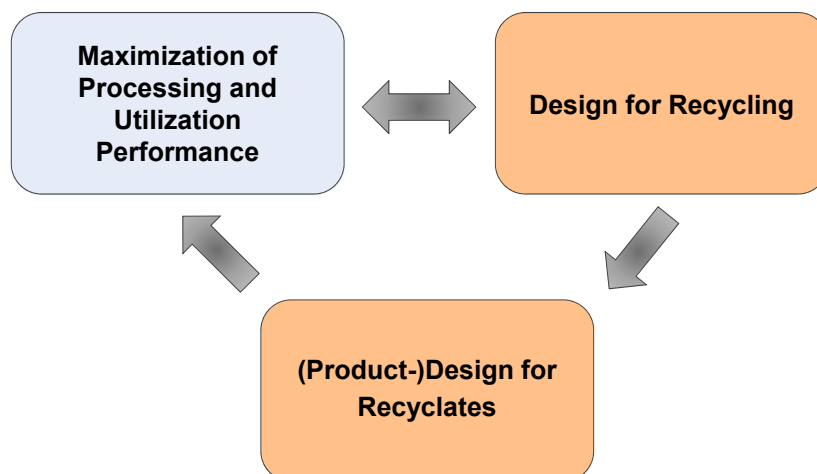 Maximization of
Processing and
Utilization
Performance
Design for Recycling
(Product-)Design for
Recyclates